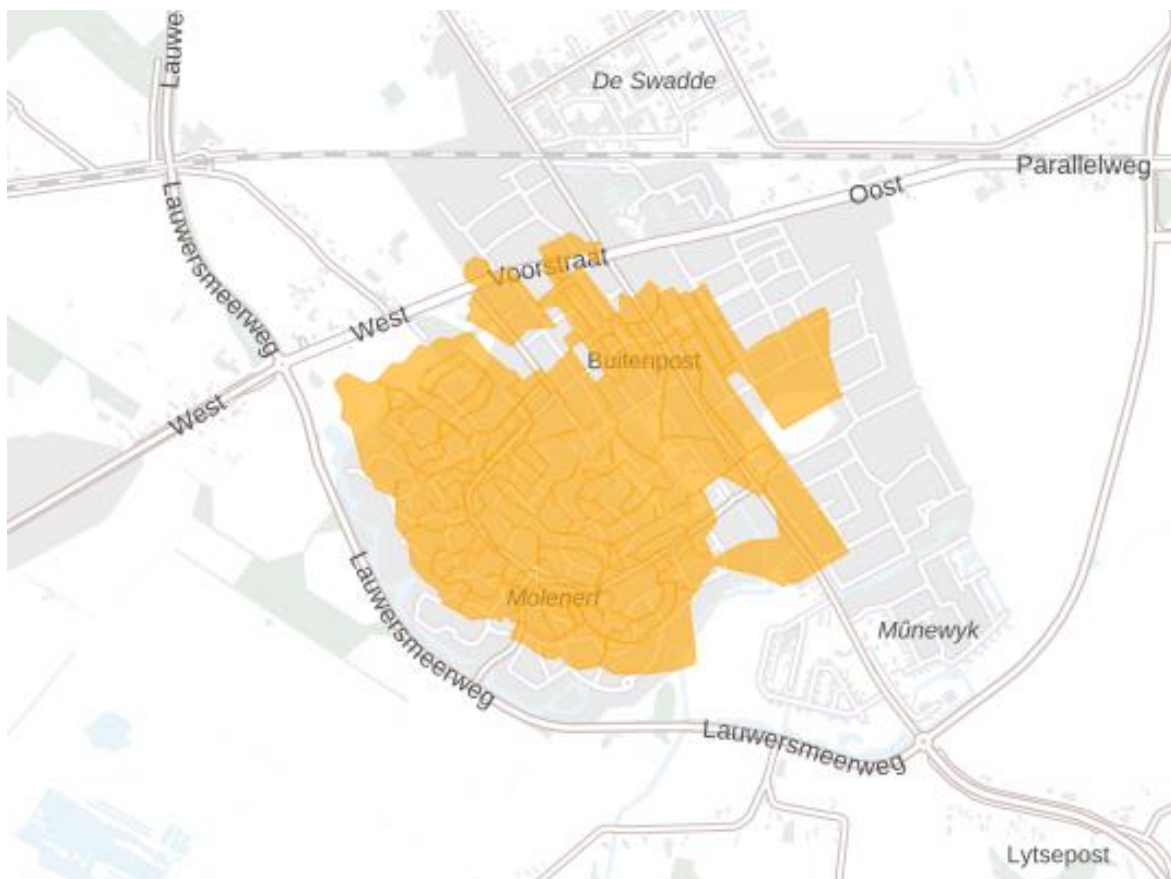 Lauwe
De Swadde
Parallelweg
Oost
Lauwersmeerweg
Voorstraat
West
Buitenpost
West
Lauwersmeerweg
Molenerf
Mûnewyk
Lauwersmeerweg
Lytsepost